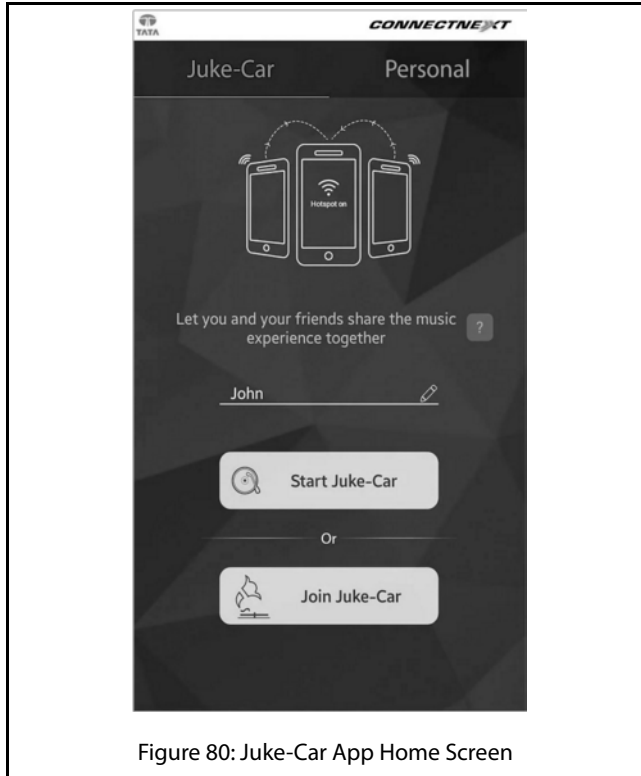 TATA
CONNECTNEXT
Juke-Car Personal
Hotspot on
Let you and your friends share the music
experience together
?
John
Start Juke-Car
Or
Join Juke-Car
Figure 80: Juke-Car App Home Screen